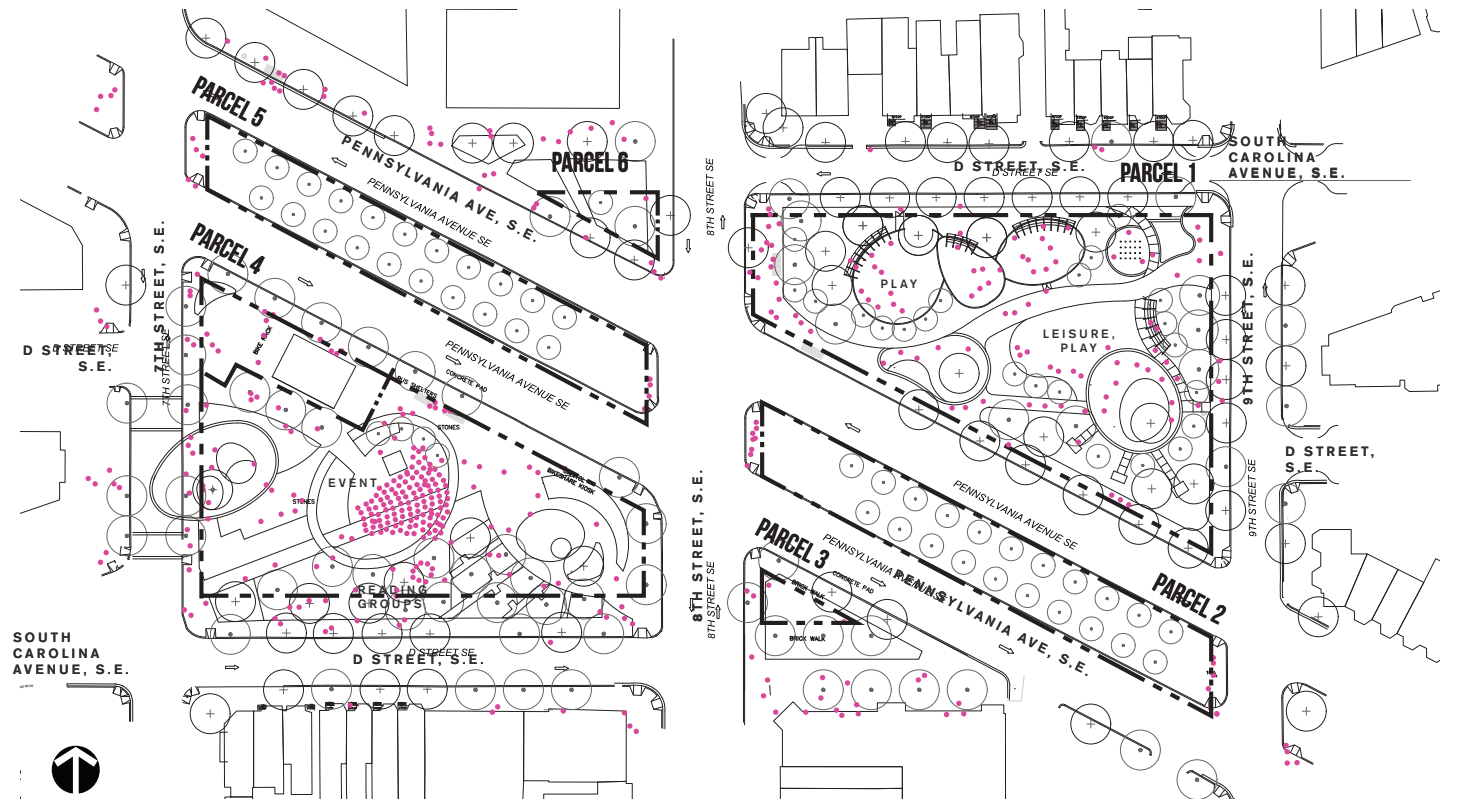 PARCEL 5
PENNSYLVANIA AVE, S.E.
PENNSYLVANIA AVENUE SE
PARCEL 6
8TH STREET SE
D STREET, S.E.
D STREET SE
PARCEL 1
SOUTH
CAROLINA
AVENUE, S.E.
PARCEL 4
7TH STREET, S.E.
7TH STREET SE
D STREET,
S.E.
D STREET SE
BIKE RACK
BUS SHELTERS
CONCRETE PAD
PENNSYLVANIA AVENUE SE
STONES
BIKESHARE KIOSK
EVENT
STONES
READING
GROUPS
PLAY
LEISURE,
PLAY
9TH STREET, S.E.
9TH STREET SE
D STREET,
S.E.
8TH STREET, S.E.
8TH STREET SE
PARCEL 3
PENNSYLVANIA AVENUE SE
PENNSYLVANIA AVENUE SE
PENNSYLVANIA AVE, S.E.
CONCRETE PAD
BRICK WALK
BRICK WALK
PARCEL 2
SOUTH
CAROLINA
AVENUE, S.E.
D STREET SE
D STREET, S.E.